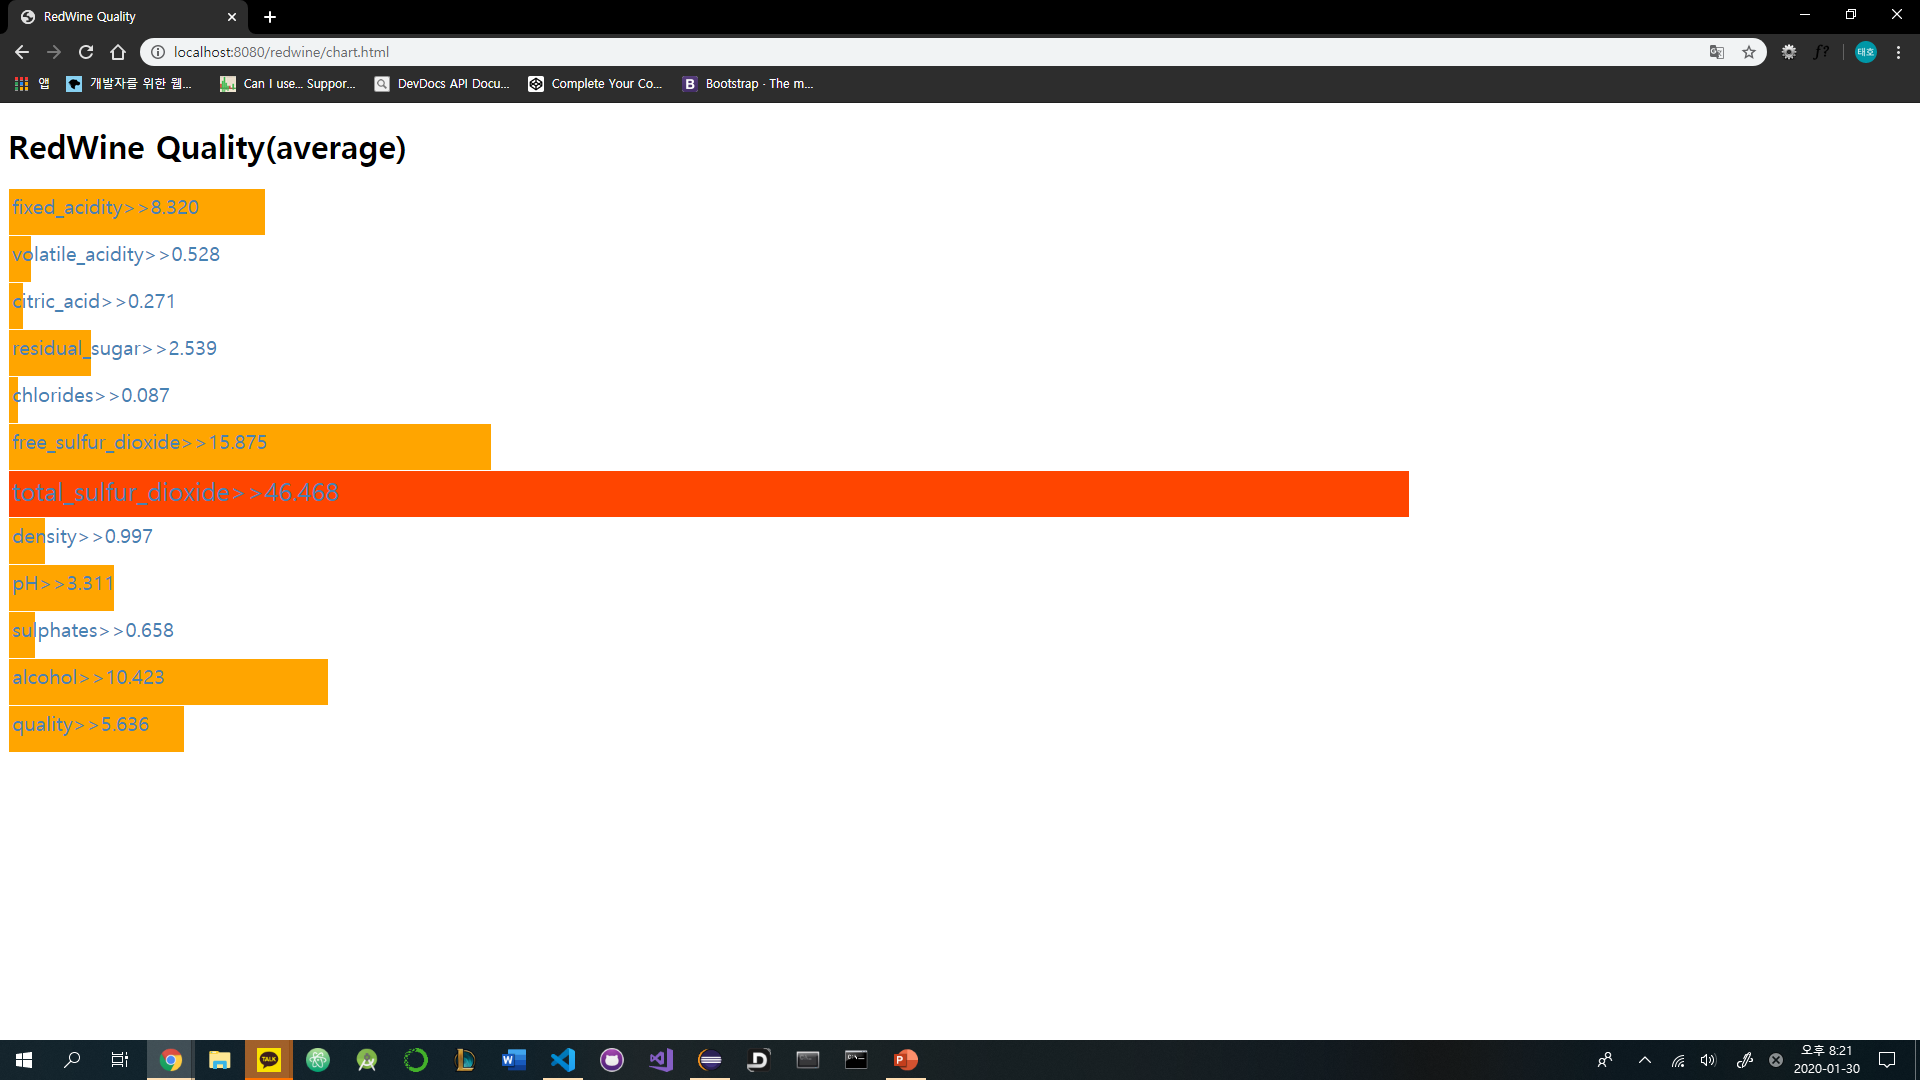 RedWine Quality
localhost:8080/redwine/chart.html
태호
앱
개발자를 위한 웹...
Can I use... Suppor...
DevDocs API Docu...
Complete Your Co...
B
Bootstrap · The m...
RedWine Quality(average)
fixed_acidity>>8.320
volatile_acidity>>0.528
citric_acid>>0.271
residual_sugar>>2.539
chlorides>>0.087
free_sulfur_dioxide>>15.875
total_sulfur_dioxide>>46.468
density>>0.997
pH>>3.311
sulphates>>0.658
alcohol>>10.423
quality>>5.636
TALK
오후 8:21
2020-01-30